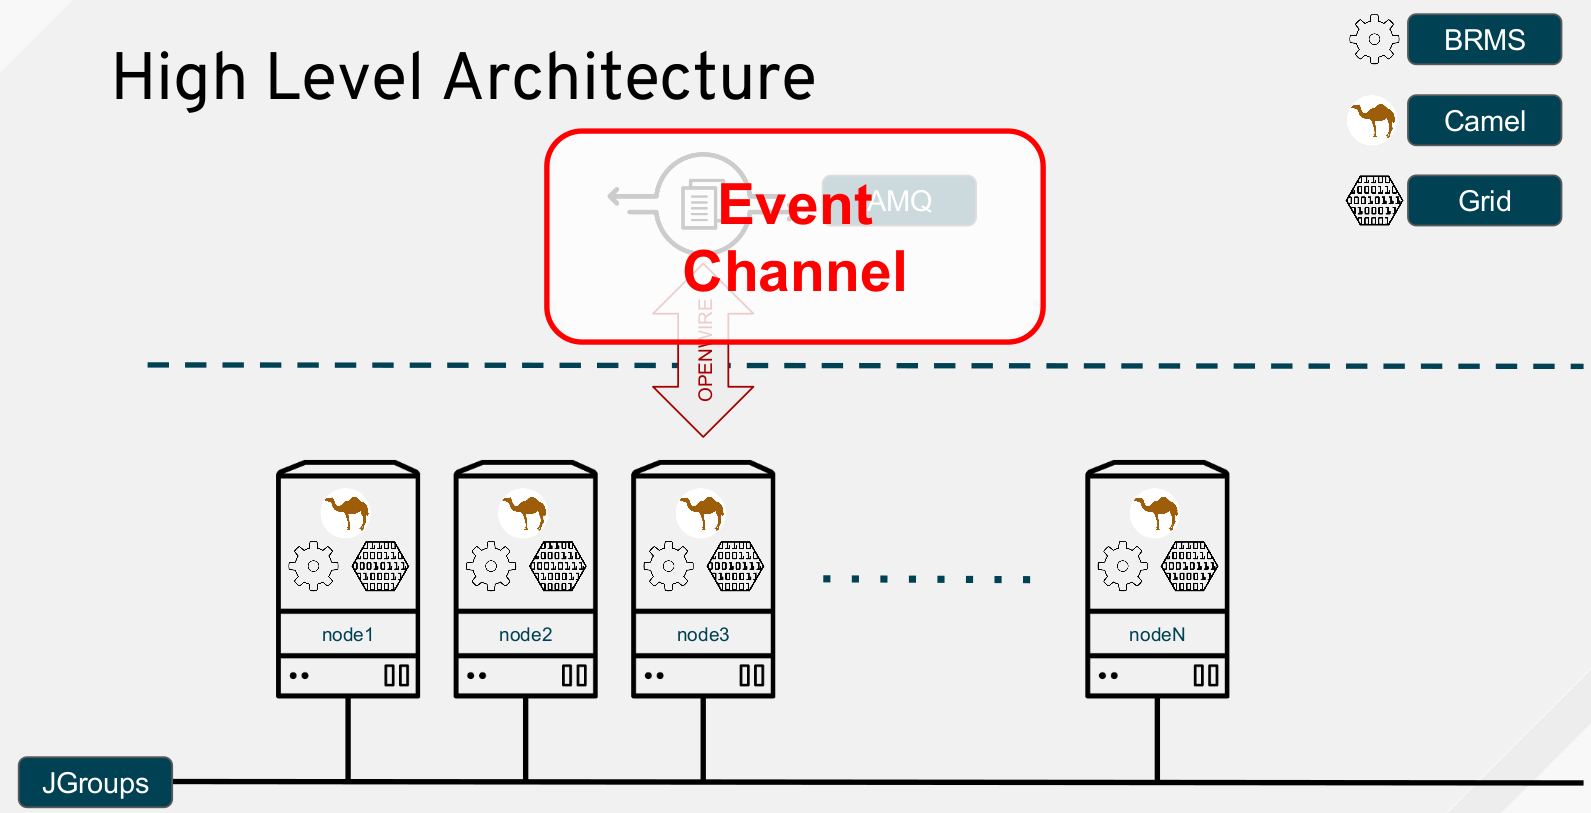 High Level Architecture
BRMS
Camel
Grid
AMQ
Event
Channel
OPENWIRE
node1
node2
node3
nodeN
JGroups